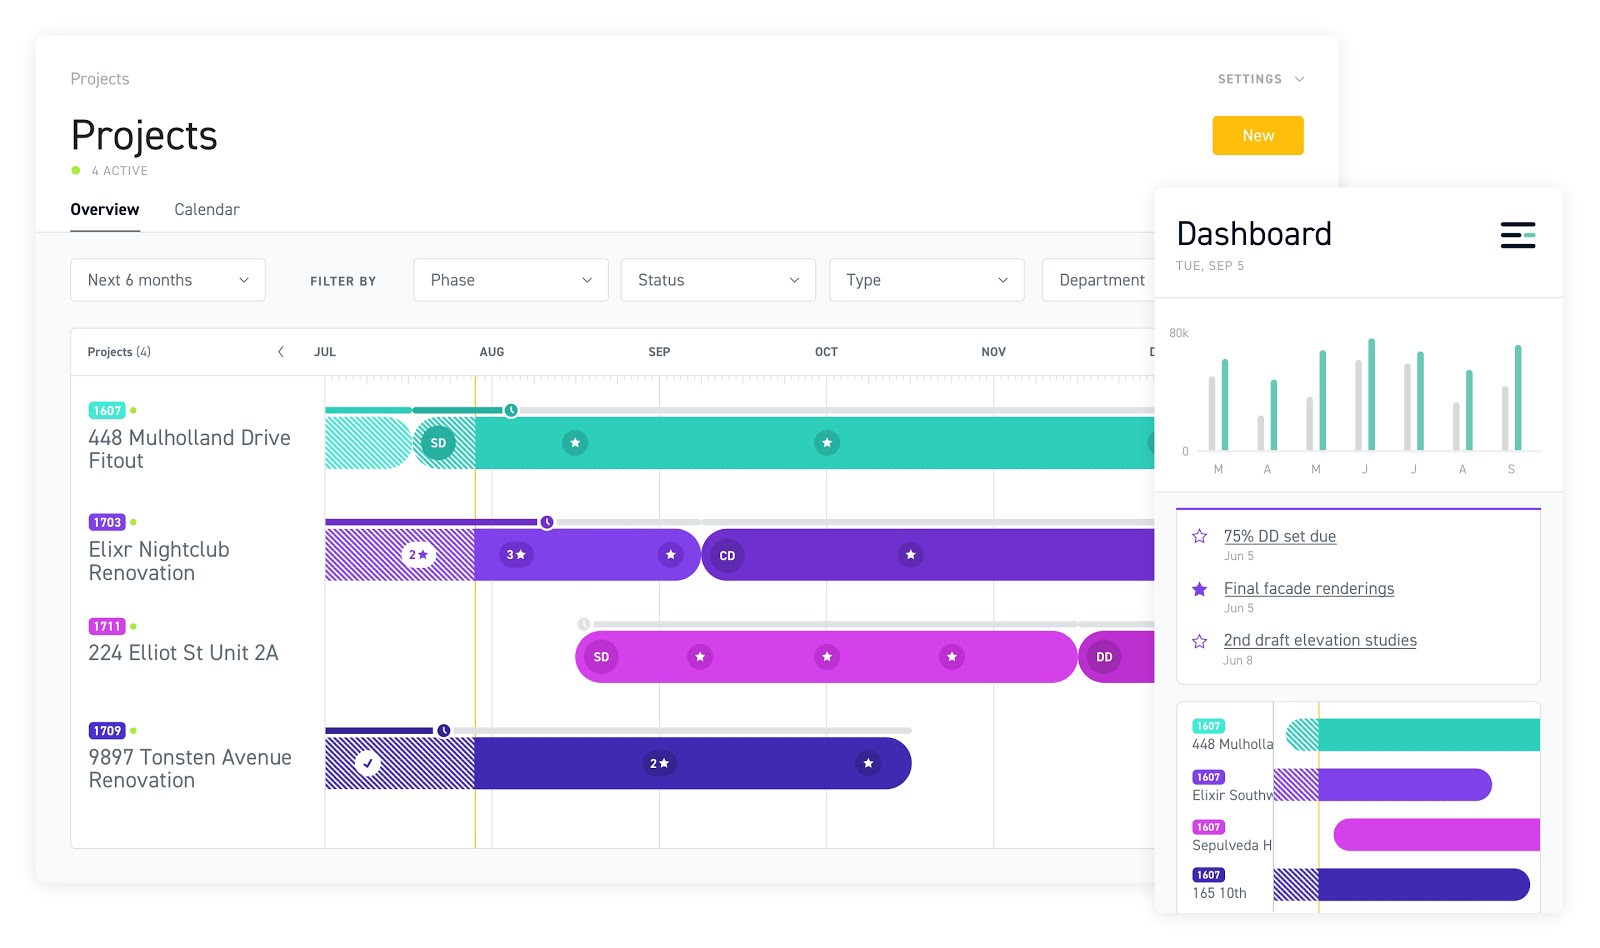 Projects
SETTINGS
Projects
New
4 ACTIVE
Overview
Calendar
Next 6 months
FILTER BY
Phase
Status
Type
Department
Projects (4)
JUL
AUG
SEP
OCT
NOV
1607
448 Mulholland Drive
Fitout
SD
1703
Elixr Nightclub
Renovation
2
3
CD
1711
224 Elliot St Unit 2A
SD
DD
1709
9897 Tonsten Avenue
Renovation
2
Dashboard
TUE, SEP 5
80k
0
M A M J J A S
75% DD set due
Jun 5
Final facade renderings
Jun 5
2nd draft elevation studies
Jun 8
1607
448 Mulholla
1607
Elixir Southw
1607
Sepulveda H
1607
165 10th